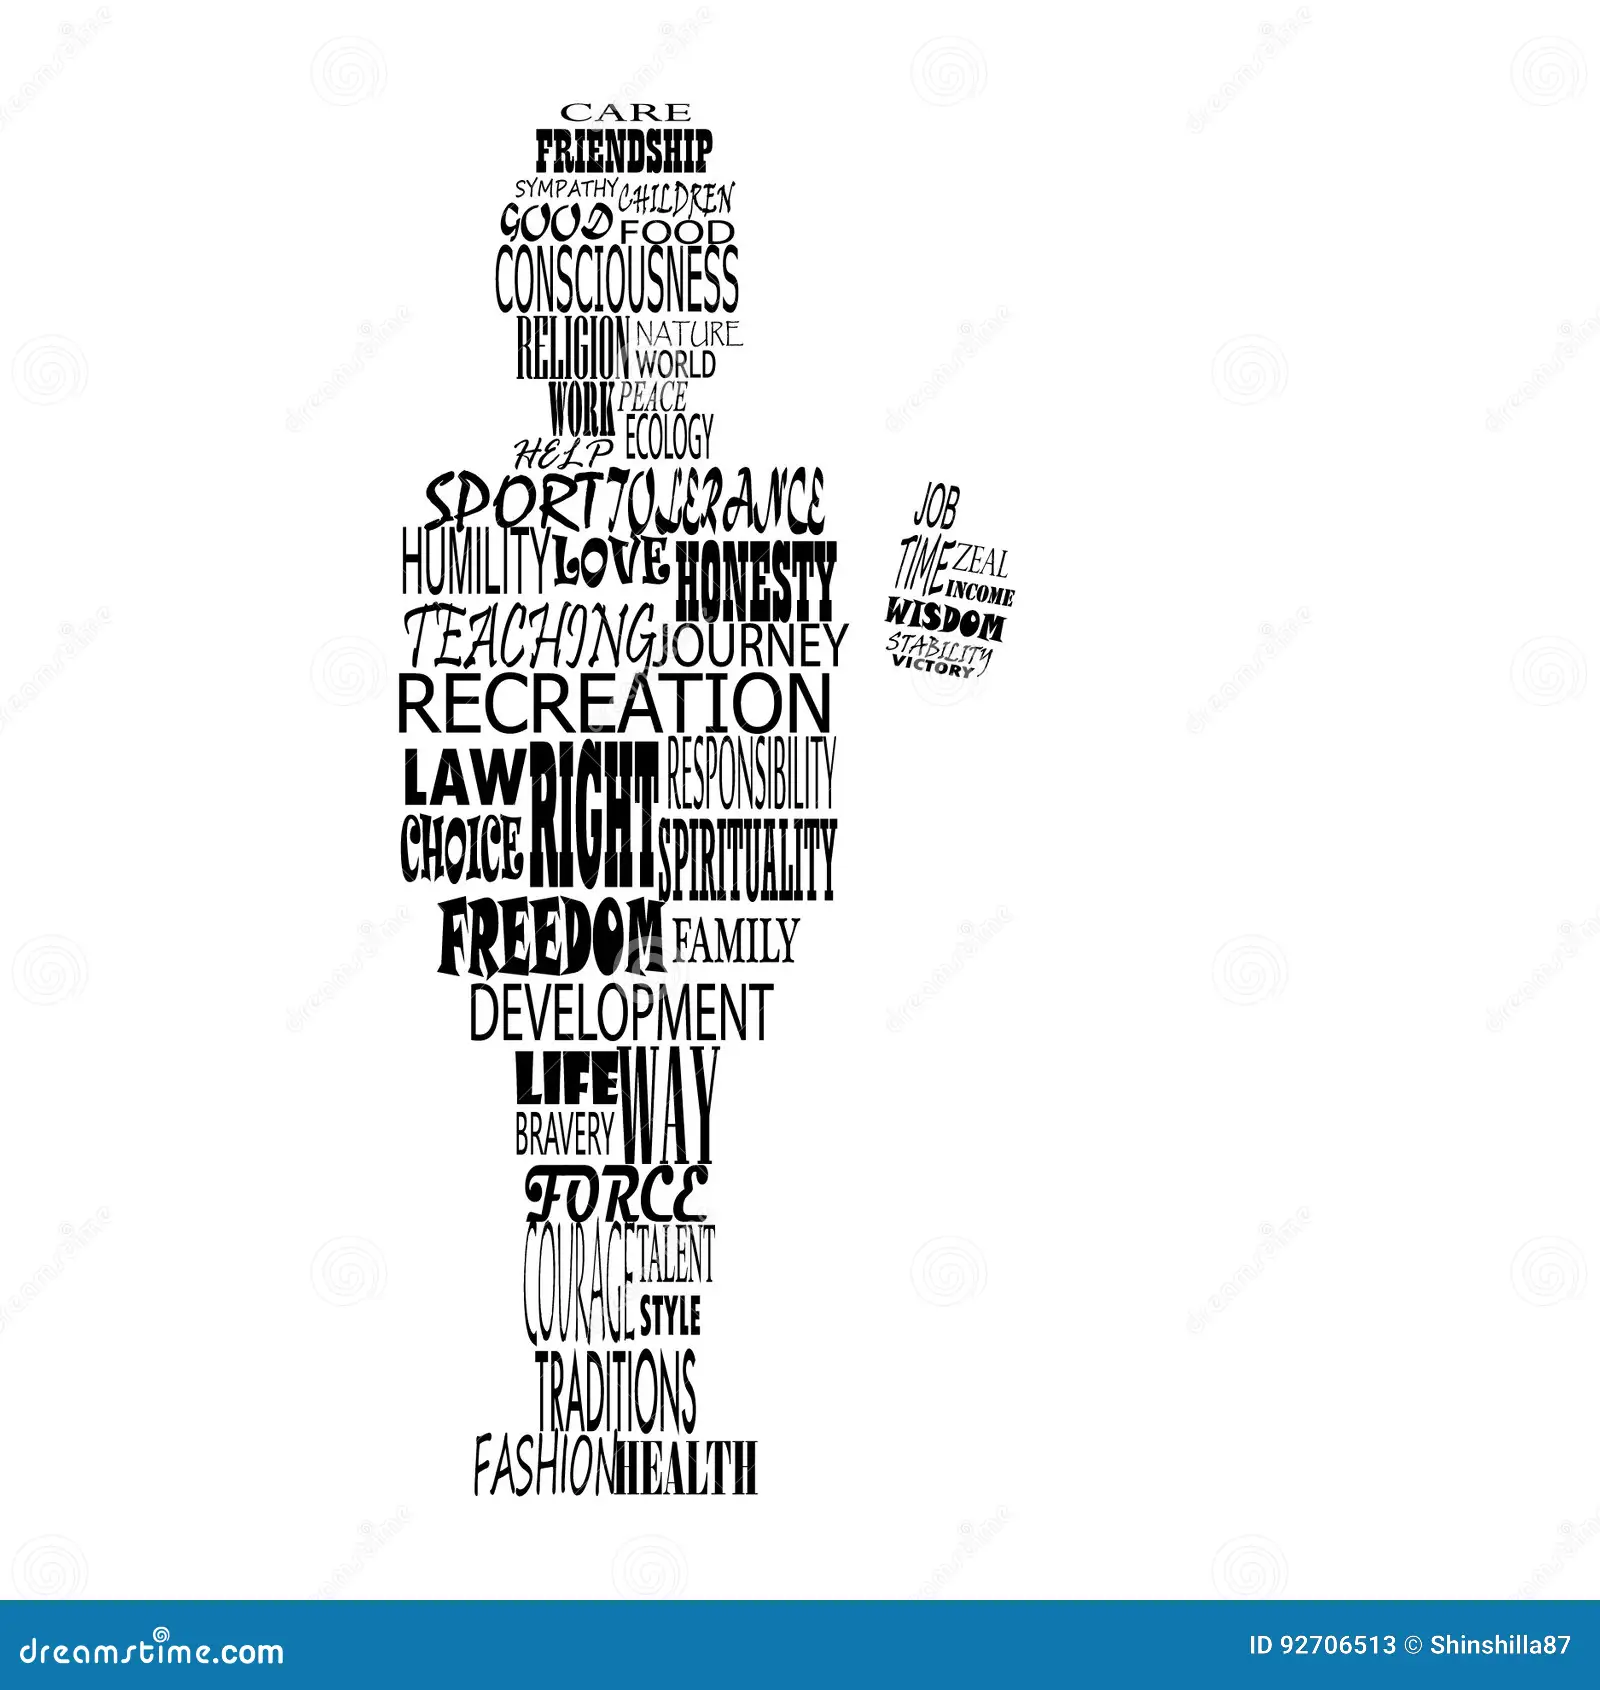 CARE
FRIENDSHIP
SYMPATHY CHILDREN
GOOD FOOD
CONSCIOUSNESS
RELIGION NATURE
WORLD
WORK PEACE
ECOLOGY
HELP
SPORT TOLERANCE
HUMILITY LOVE HONESTY
TEACHING JOURNEY
RECREATION
LAW RIGHT RESPONSIBILITY
CHOICE SPIRITUALITY
FREEDOM FAMILY
DEVELOPMENT
LIFE WAY
BRAVERY
FORCE
COURAGE TALENT
STYLE
TRADITIONS
FASHION HEALTH
JOB
TIME ZEAL
INCOME
WISDOM
STABILITY
VICTORY
dreamstime.com
ID 92706513 © Shinshilla87